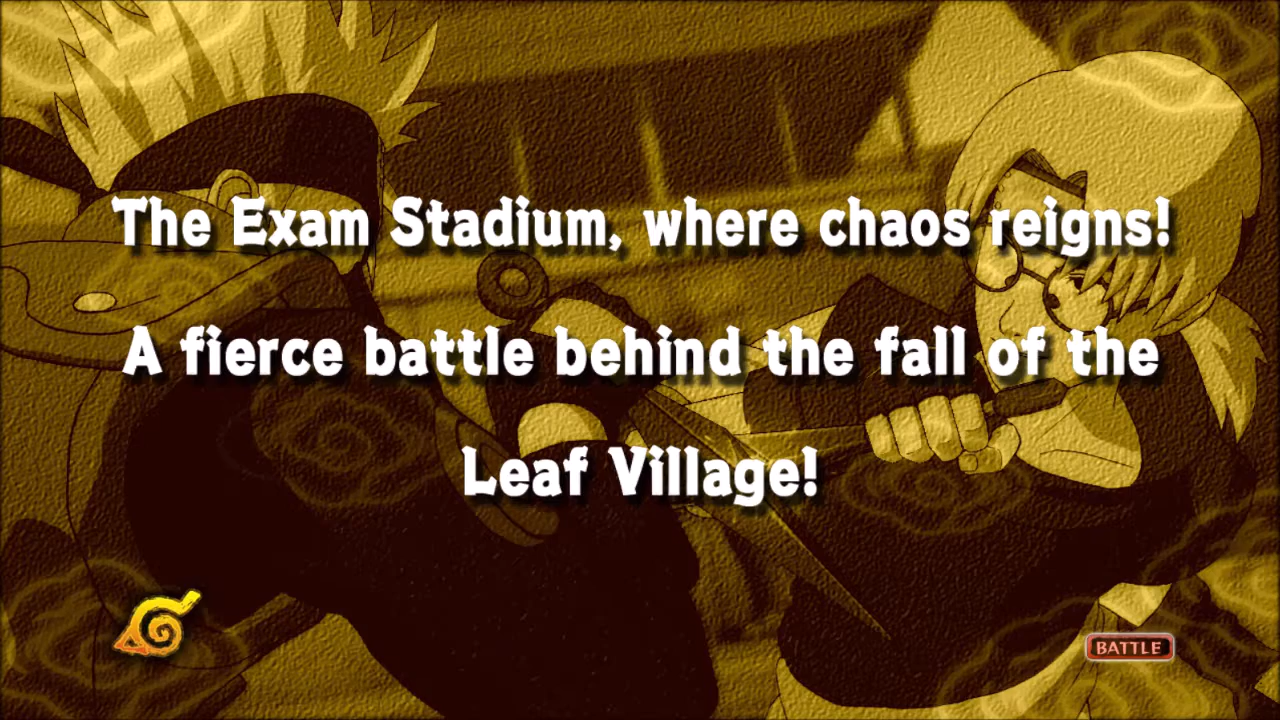 The Exam Stadium, where chaos reigns!
A fierce battle behind the fall of the
Leaf Village!
BATTLE